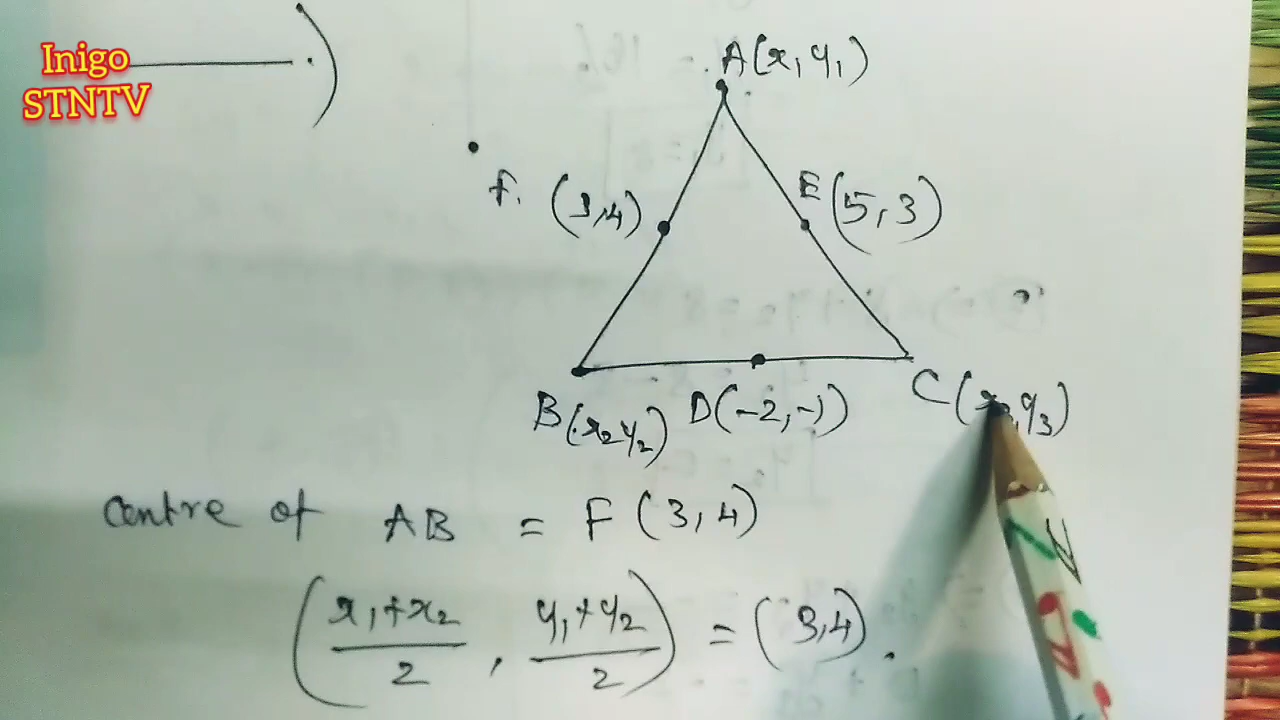 Inigo
STNTV
A(x₁ y₁)
F. (3,4)
E(5,3)
B(x₂ y₂)
D(-2,-1)
C(x₃,y₃)
Centre of AB = F(3,4)
(x₁+x₂/2, y₁+y₂/2) = (3,4).